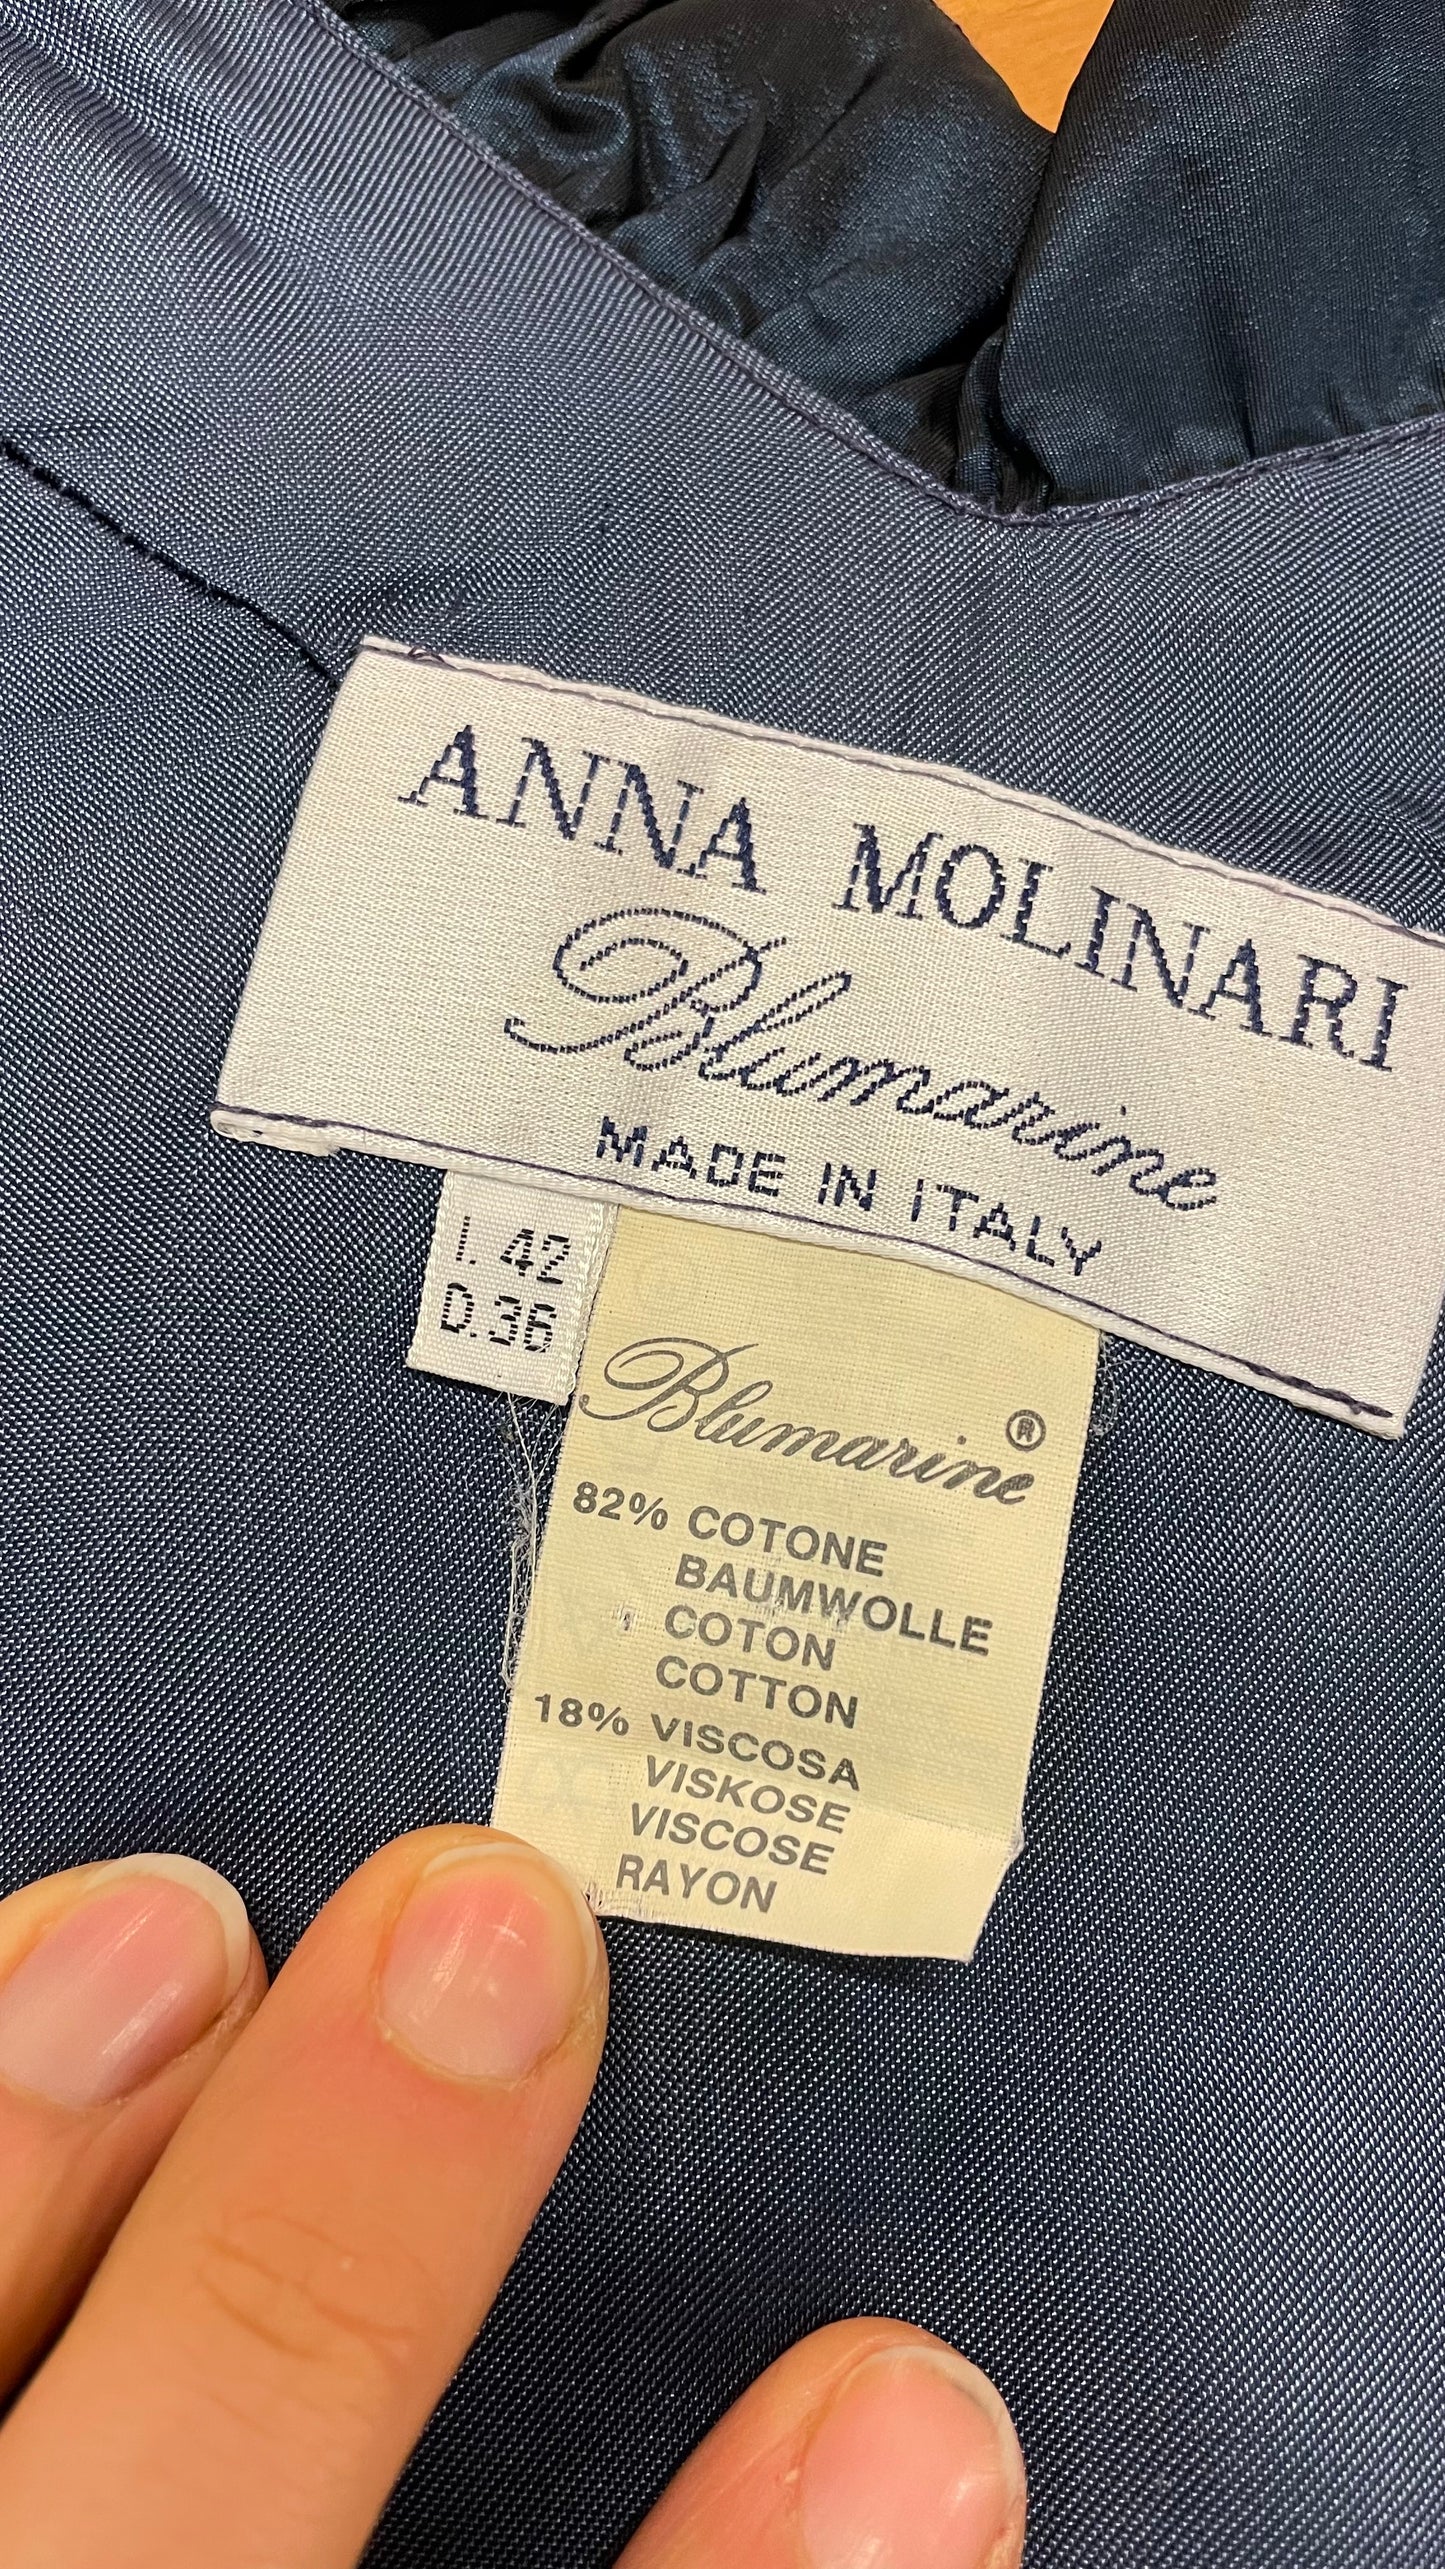 ANNA MOLINARI
Blumarine
MADE IN ITALY
I. 42
D.36
Blumarine ®
82% COTONE
BAUMWOLLE
COTON
COTTON
18% VISCOSA
VISKOSE
VISCOSE
RAYON